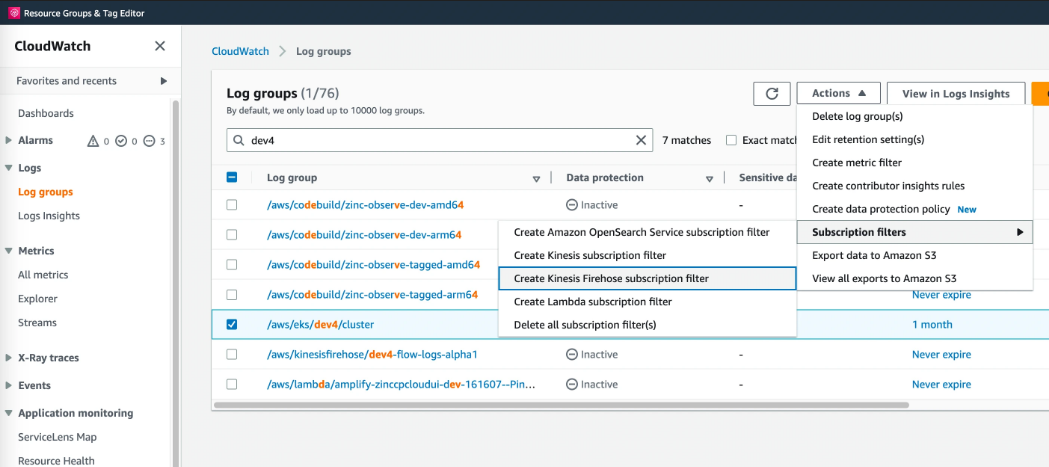 Resource Groups & Tag Editor
CloudWatch
Favorites and recents
Dashboards
Alarms 0 0 3
Logs
Log groups
Logs Insights
Metrics
All metrics
Explorer
Streams
X-Ray traces
Events
Application monitoring
ServiceLens Map
Resource Health
CloudWatch Log groups
Log groups (1/76)
By default, we only load up to 10000 log groups.
Actions
View in Logs Insights
dev4
7 matches
Exact match
Log group Data protection Sensitive da
/aws/codebuild/zinc-observe-dev-amd64 Inactive -
/aws/codebuild/zinc-observe-dev-arm64
/aws/codebuild/zinc-observe-tagged-amd64
/aws/codebuild/zinc-observe-tagged-arm64 Never expire
/aws/eks/dev4/cluster 1 month
/aws/kinesisfirehose/dev4-flow-logs-alpha1 Inactive - Never expire
/aws/lambda/amplify-zinccpcloudui-dev-161607--Pin... Inactive - Never expire
Delete log group(s)
Edit retention setting(s)
Create metric filter
Create contributor insights rules
Create data protection policy New
Subscription filters
Export data to Amazon S3
View all exports to Amazon S3
Create Amazon OpenSearch Service subscription filter
Create Kinesis subscription filter
Create Kinesis Firehose subscription filter
Create Lambda subscription filter
Delete all subscription filter(s)